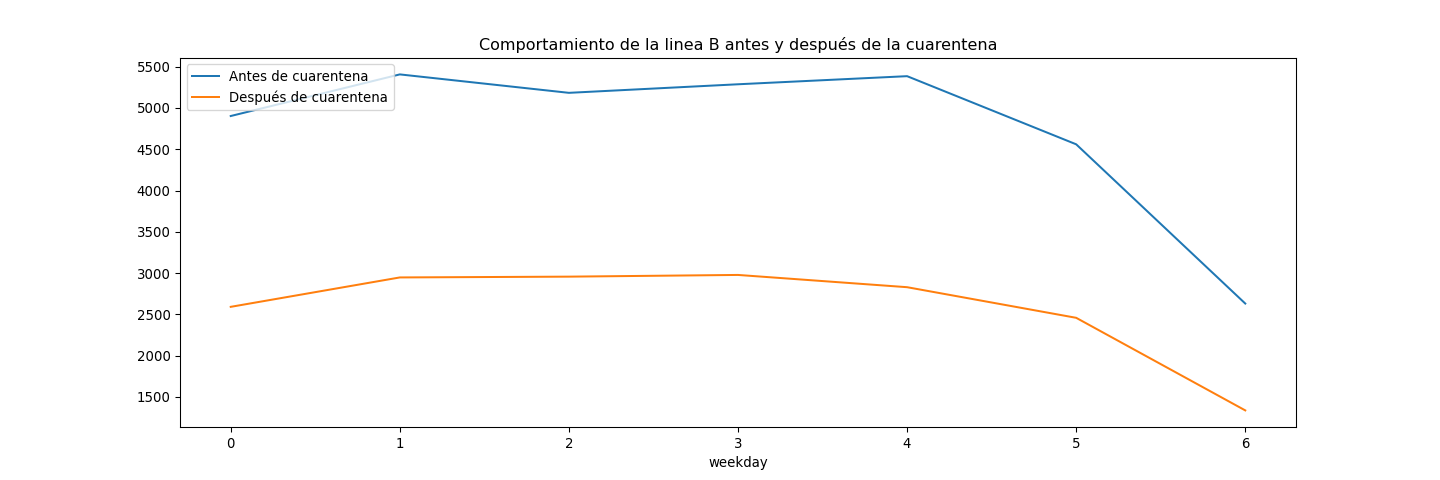 Comportamiento de la linea B antes y después de la cuarentena
Antes de cuarentena
Después de cuarentena
5500
5000
4500
4000
3500
3000
2500
2000
1500
0 1 2 3 4 5 6
weekday